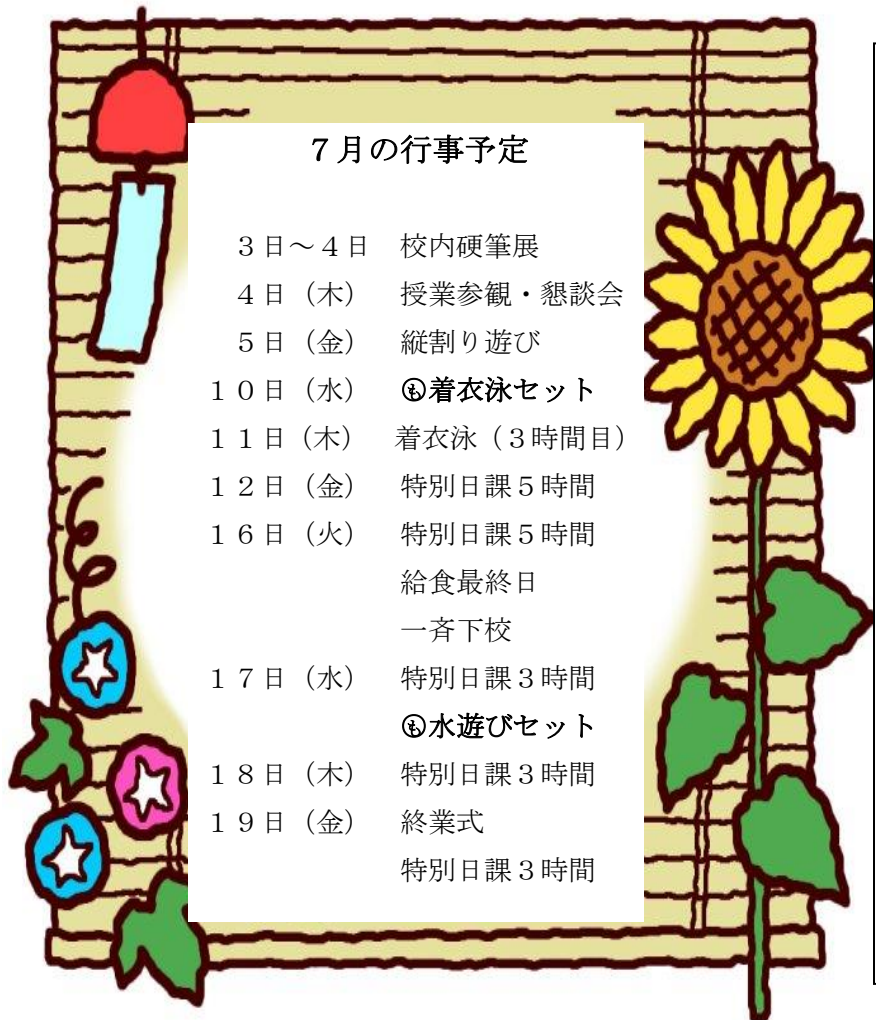 ７月の行事予定
３日～４日　校内硬筆展
４日（木）　授業参観・懇談会
５日（金）　縦割り遊び
１０日（水）　㋲着衣泳セット
１１日（木）　着衣泳（３時間目）
１２日（金）　特別日課５時間
１６日（火）　特別日課５時間
給食最終日
一斉下校
１７日（水）　特別日課３時間
㋲水遊びセット
１８日（木）　特別日課３時間
１９日（金）　終業式
特別日課３時間